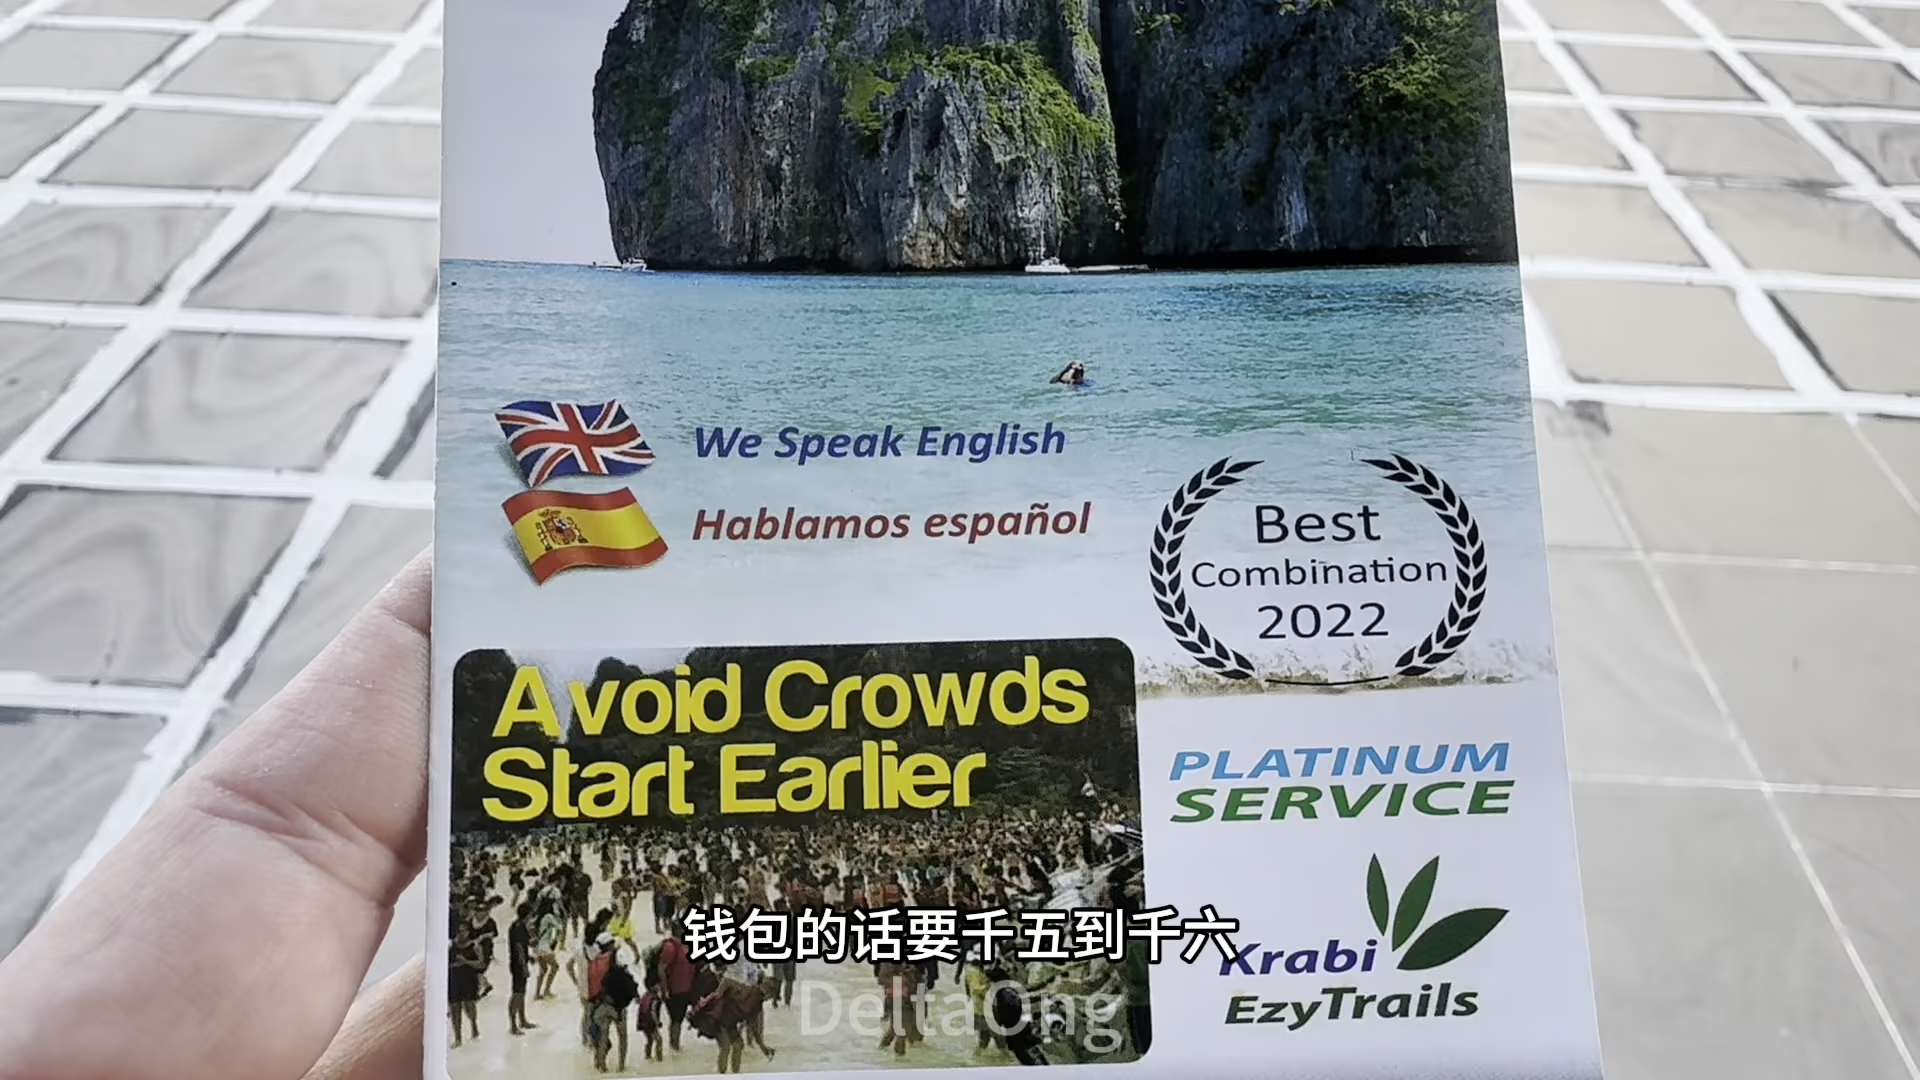 We Speak English
Hablamos español
Best
Combination
2022
Avoid Crowds
Start Earlier
PLATINUM
SERVICE
Krabi
EzyTrails
钱包的话要千五到千六
DeltaOng